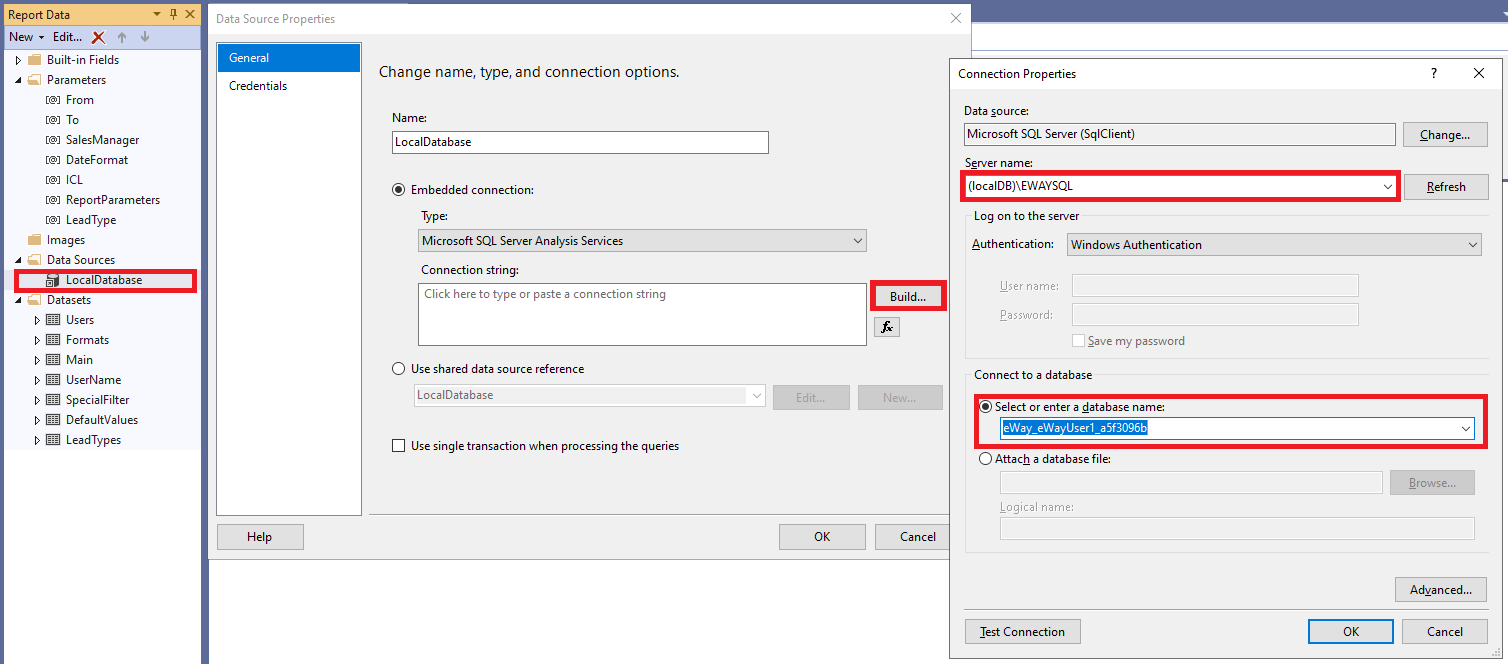 Report Data
New Edit...
Built-in Fields
Parameters
From
To
SalesManager
DateFormat
ICL
ReportParameters
LeadType
Images
Data Sources
LocalDatabase
Datasets
Users
Formats
Main
UserName
SpecialFilter
DefaultValues
LeadTypes
Data Source Properties
General
Credentials
Change name, type, and connection options.
Name:
LocalDatabase
Embedded connection:
Type:
Microsoft SQL Server Analysis Services
Connection string:
Click here to type or paste a connection string
Build...
fx
Use shared data source reference
LocalDatabase
Edit...
New...
Use single transaction when processing the queries
Help
OK
Cancel
Connection Properties
?
Data source:
Microsoft SQL Server (SqlClient)
Change...
Server name:
(localDB)\EWAYSQL
Refresh
Log on to the server
Authentication:
Windows Authentication
User name:
Password:
Save my password
Connect to a database
Select or enter a database name:
eWay_eWayUser1_a5f3096b
Attach a database file:
Browse...
Logical name:
Advanced...
Test Connection
OK
Cancel